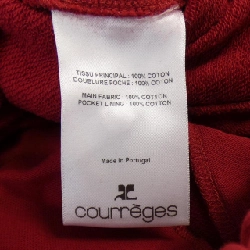 TISSU PRINCIPAL : 100% COTON
DOUBLURE POCHE : 100% COTON
MAIN FABRIC : 100% COTTON
POCKET LINING : 100% COTTON
Made in Portugal
courrèges